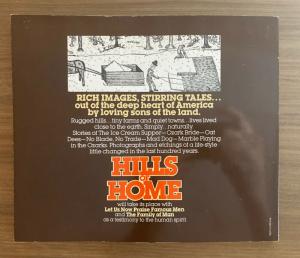 RICH IMAGES, STIRRING TALES...
out of the deep heart of America
by loving sons of the land.
Rugged hills... tiny farms and quiet towns...lives lived
close to the earth. Simply...naturally
Stories of The Ice Cream Supper—Ozark Bride—Oat
Dees—No Blade, No Trade—Mad Dog—Marble Playing
in the Ozarks. Photographs and etchings of a life-style
little changed in the last hundred years.
HILLS
OF
HOME
will take its place with
Let Us Now Praise Famous Men
and The Family of Man
as a testimony to the human spirit.